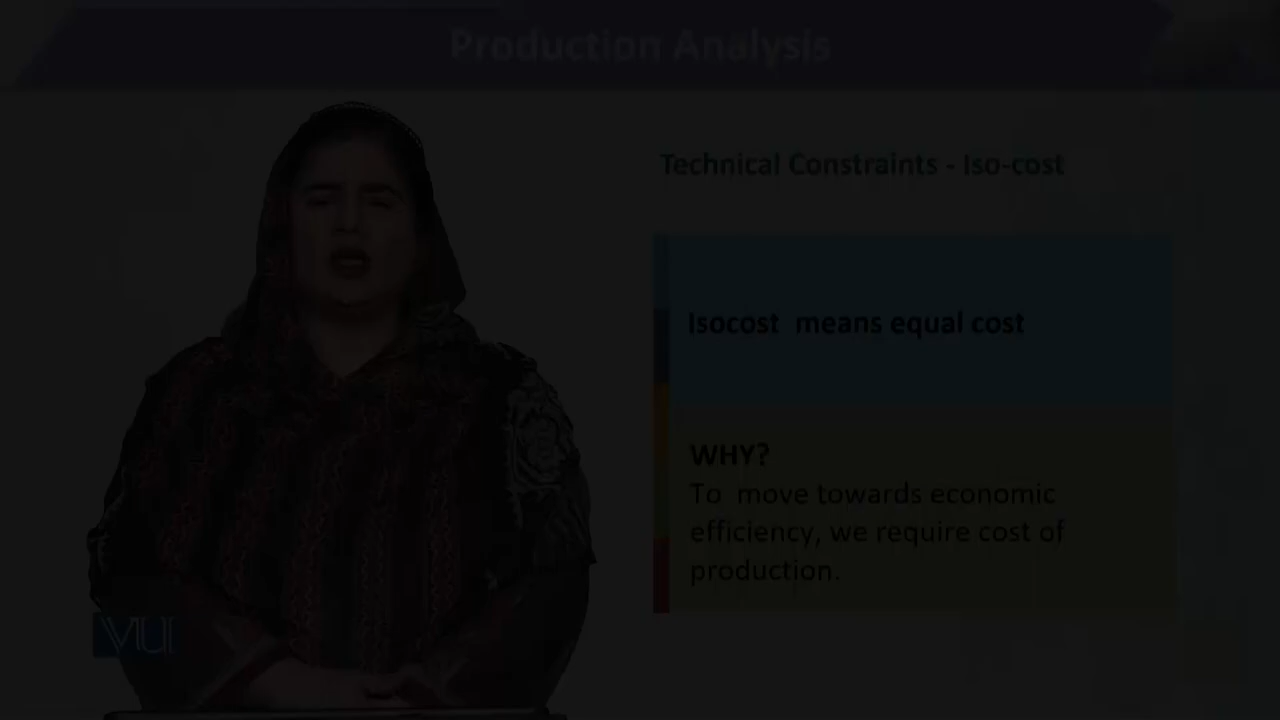 Production Analysis
Technical Constraints - Iso-cost
Isocost means equal cost
WHY?
To move towards economic
efficiency, we require cost of
production.
VIUI